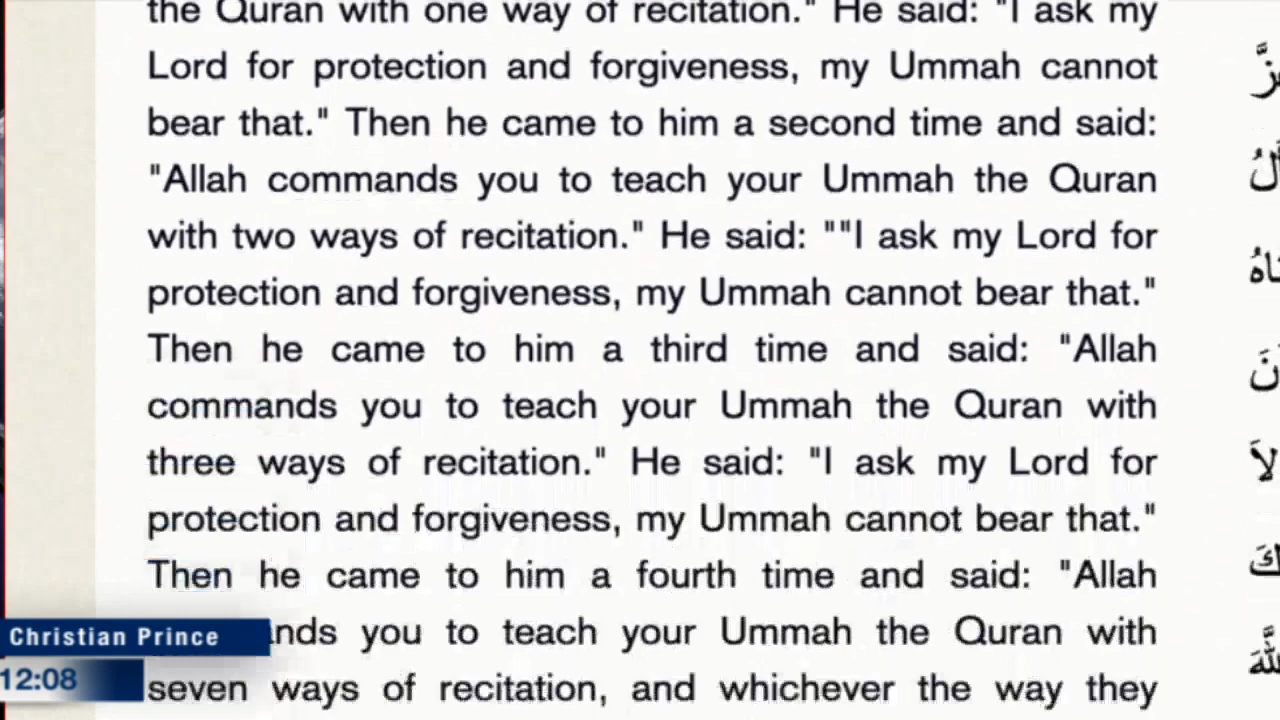 the Quran with one way of recitation." He said: "I ask my
Lord for protection and forgiveness, my Ummah cannot
bear that." Then he came to him a second time and said:
"Allah commands you to teach your Ummah the Quran
with two ways of recitation." He said: ""I ask my Lord for
protection and forgiveness, my Ummah cannot bear that."
Then he came to him a third time and said: "Allah
commands you to teach your Ummah the Quran with
three ways of recitation." He said: "I ask my Lord for
protection and forgiveness, my Ummah cannot bear that."
Then he came to him a fourth time and said: "Allah
nds you to teach your Ummah the Quran with
seven ways of recitation, and whichever the way they
Christian Prince
12:08